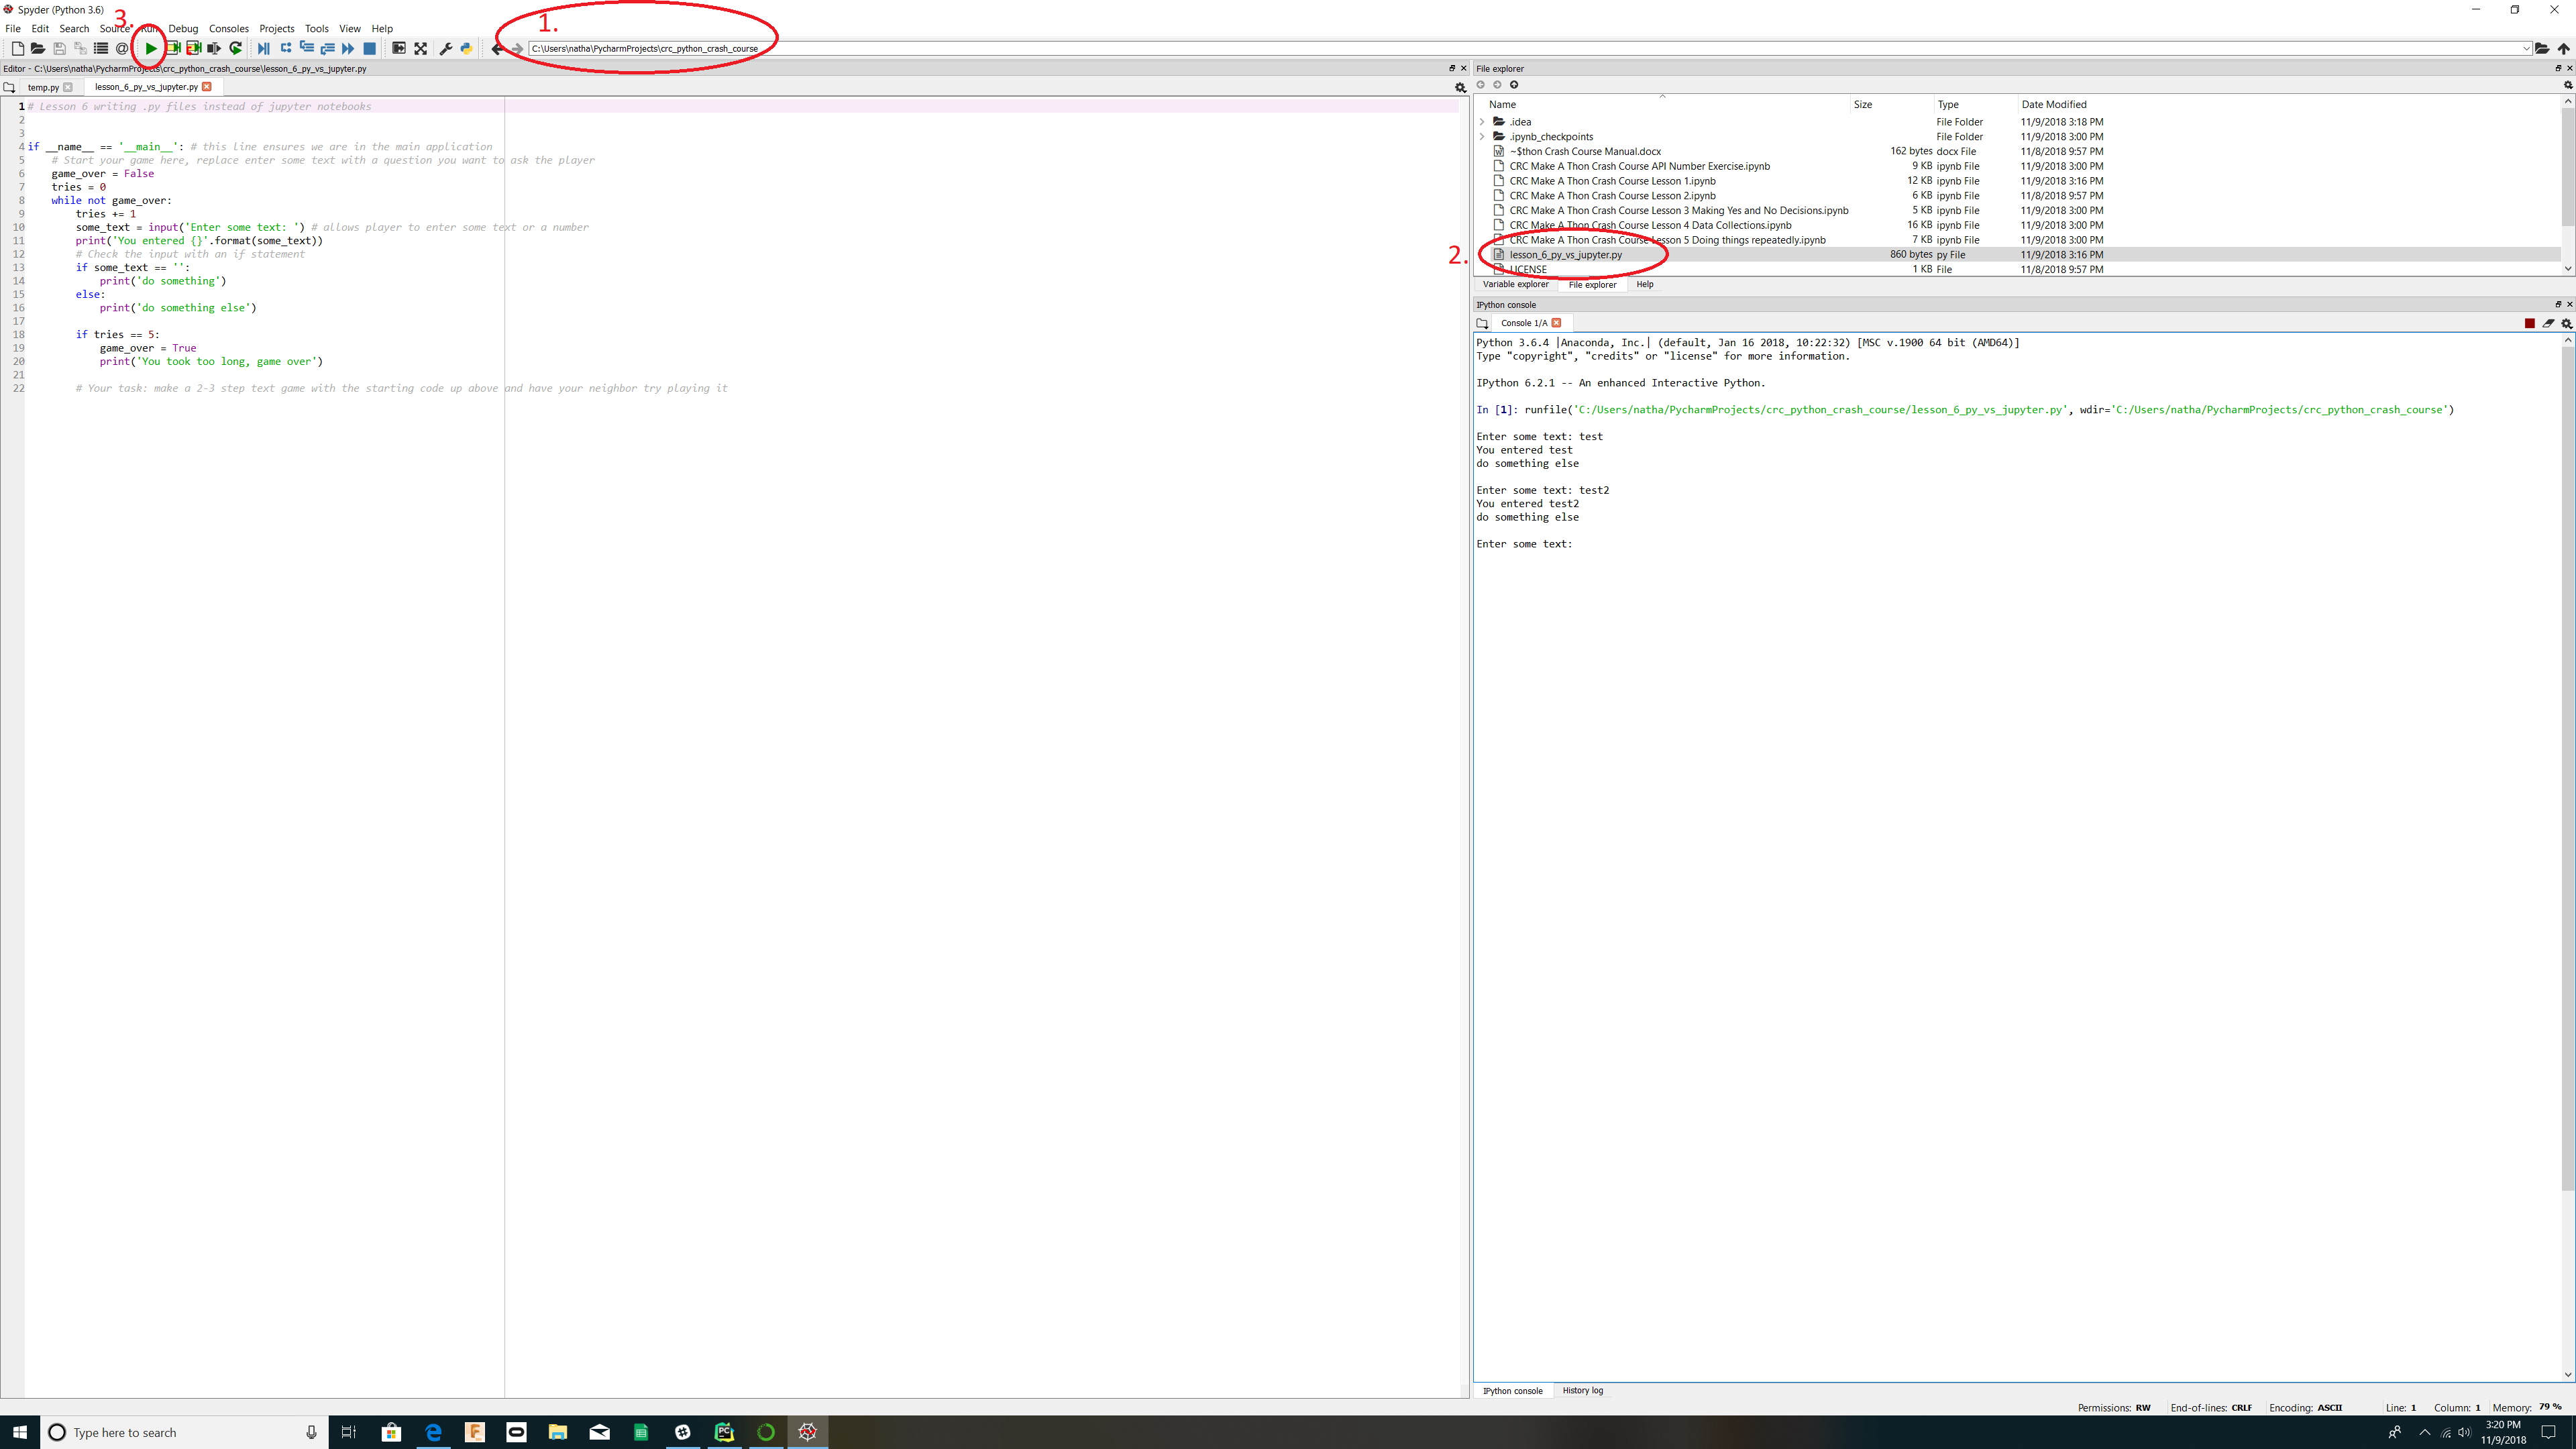 Spyder (Python 3.6)
3.
1.
File Edit Search Source Run Debug Consoles Projects Tools View Help
C:\Users\natha\PycharmProjects\crc_python_crash_course
Editor - C:\Users\natha\PycharmProjects\crc_python_crash_course\lesson_6_py_vs_jupyter.py
temp.py lesson_6_py_vs_jupyter.py
1 # Lesson 6 writing .py files instead of jupyter notebooks
2
3
4 if __name__ == '__main__': # this line ensures we are in the main application
5 # Start your game here, replace enter some text with a question you want to ask the player
6 game_over = False
7 tries = 0
8 while not game_over:
9 tries += 1
10 some_text = input('Enter some text: ') # allows player to enter some text or a number
11 print('You entered {}'.format(some_text))
12 # Check the input with an if statement
13 if some_text == '':
14 print('do something')
15 else:
16 print('do something else')
17
18 if tries == 5:
19 game_over = True
20 print('You took too long, game over')
21
22 # Your task: make a 2-3 step text game with the starting code up above and have your neighbor try playing it
File explorer
Name Size Type Date Modified
.idea File Folder 11/9/2018 3:18 PM
.ipynb_checkpoints File Folder 11/9/2018 3:00 PM
~$thon Crash Course Manual.docx 162 bytes docx File 11/8/2018 9:57 PM
CRC Make A Thon Crash Course API Number Exercise.ipynb 9 KB ipynb File 11/9/2018 3:00 PM
CRC Make A Thon Crash Course Lesson 1.ipynb 12 KB ipynb File 11/9/2018 3:16 PM
CRC Make A Thon Crash Course Lesson 2.ipynb 6 KB ipynb File 11/8/2018 9:57 PM
CRC Make A Thon Crash Course Lesson 3 Making Yes and No Decisions.ipynb 5 KB ipynb File 11/9/2018 3:00 PM
CRC Make A Thon Crash Course Lesson 4 Data Collections.ipynb 16 KB ipynb File 11/9/2018 3:00 PM
CRC Make A Thon Crash Course Lesson 5 Doing things repeatedly.ipynb 7 KB ipynb File 11/9/2018 3:00 PM
2. lesson_6_py_vs_jupyter.py 860 bytes py File 11/9/2018 3:16 PM
LICENSE 1 KB File 11/8/2018 9:57 PM
Variable explorer File explorer Help
IPython console
Console 1/A
Python 3.6.4 |Anaconda, Inc.| (default, Jan 16 2018, 10:22:32) [MSC v.1900 64 bit (AMD64)]
Type "copyright", "credits" or "license" for more information.
IPython 6.2.1 -- An enhanced Interactive Python.
In [1]: runfile('C:/Users/natha/PycharmProjects/crc_python_crash_course/lesson_6_py_vs_jupyter.py', wdir='C:/Users/natha/PycharmProjects/crc_python_crash_course')
Enter some text: test
You entered test
do something else
Enter some text: test2
You entered test2
do something else
Enter some text:
IPython console History log
Permissions: RW End-of-lines: CRLF Encoding: ASCII Line: 1 Column: 1 Memory: 79 %
Type here to search
3:20 PM
11/9/2018